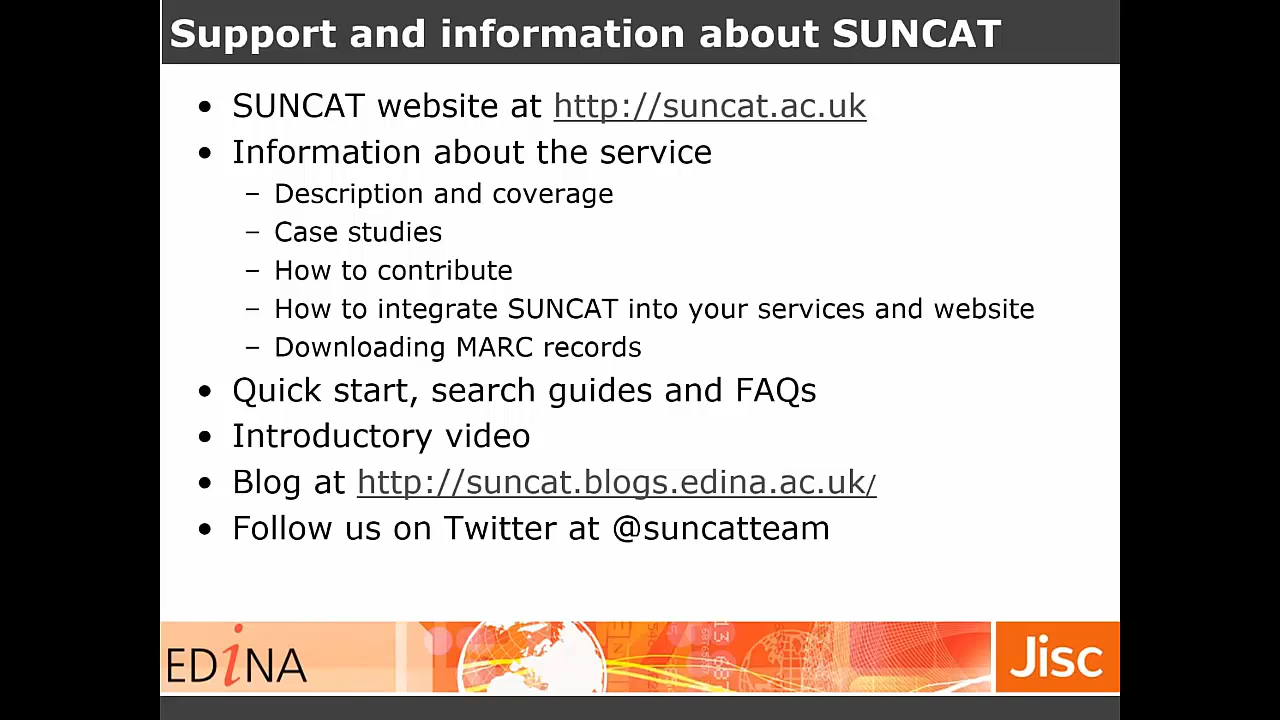 Support and information about SUNCAT
• SUNCAT website at http://suncat.ac.uk
• Information about the service
– Description and coverage
– Case studies
– How to contribute
– How to integrate SUNCAT into your services and website
– Downloading MARC records
• Quick start, search guides and FAQs
• Introductory video
• Blog at http://suncat.blogs.edina.ac.uk/
• Follow us on Twitter at @suncatteam
EDiNA
Jisc